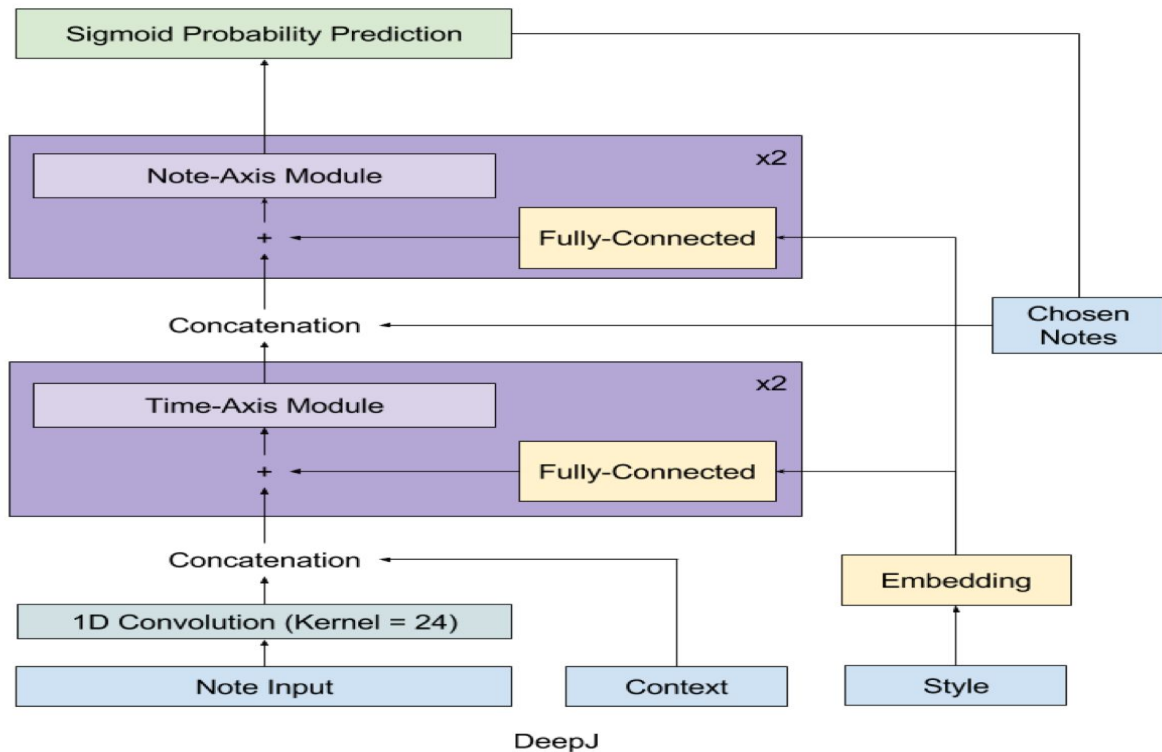 Sigmoid Probability Prediction
x2
Note-Axis Module
+
Fully-Connected
Concatenation
Chosen
Notes
x2
Time-Axis Module
+
Fully-Connected
Concatenation
Embedding
1D Convolution (Kernel = 24)
Note Input
Context
Style
DeepJ